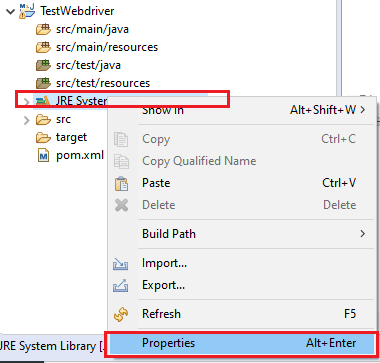 TestWebdriver
src/main/java
src/main/resources
src/test/java
src/test/resources
JRE Syster
Show In Alt+Shift+W
Copy Ctrl+C
Copy Qualified Name
Paste Ctrl+V
Delete Delete
Build Path
Import...
Export...
Refresh F5
Properties Alt+Enter
src
target
pom.xml
JRE System Library [